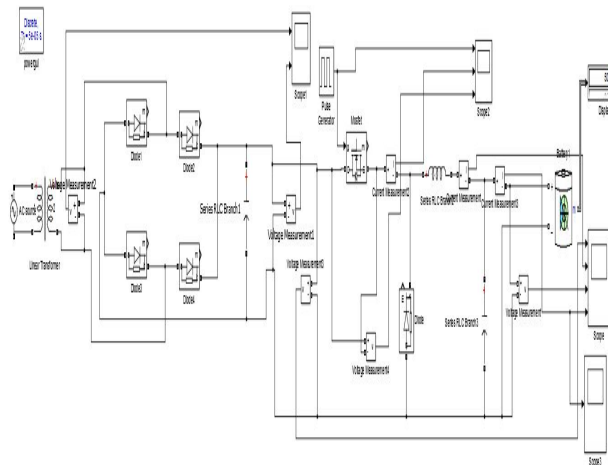 Discrete,
powergui
Scope1
Pulse
Generator
Scope2
Mosfet
Diode1
Diode2
Battery1
Voltage Measurement2
AC source
Linear Transformer
Series RLC Branch1
Voltage Measurement1
Current Measurement2
Series RLC Branch
Current Measurement
Current Measurement3
Diode3
Diode4
Voltage Measurement3
Diode
Series RLC Branch3
Voltage Measurement
Scope
Voltage Measurement4
Scope3